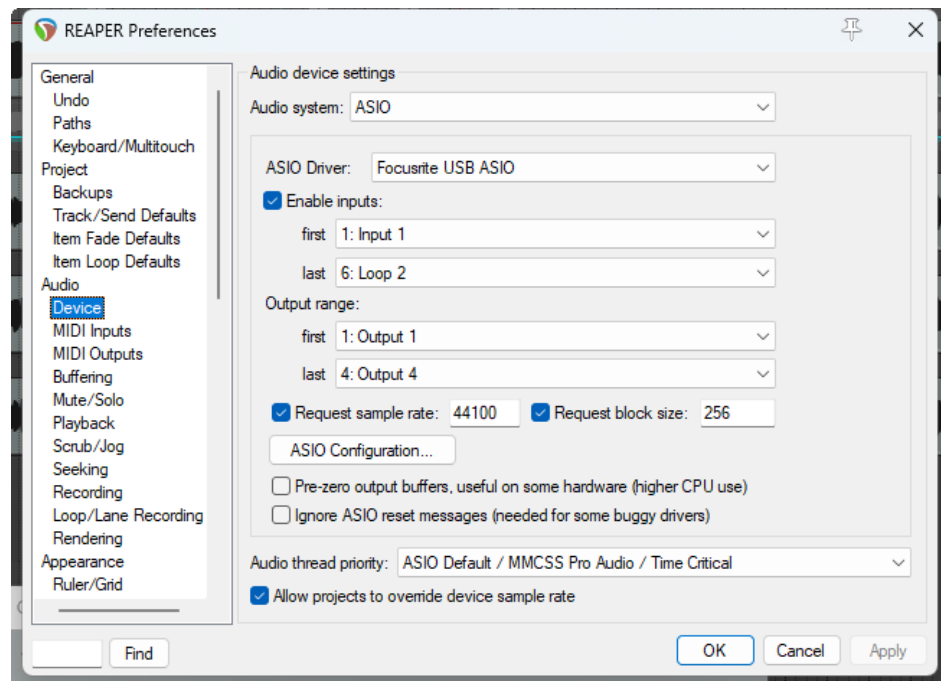 REAPER Preferences
General
Undo
Paths
Keyboard/Multitouch
Project
Backups
Track/Send Defaults
Item Fade Defaults
Item Loop Defaults
Audio
Device
MIDI Inputs
MIDI Outputs
Buffering
Mute/Solo
Playback
Scrub/Jog
Seeking
Recording
Loop/Lane Recording
Rendering
Appearance
Ruler/Grid
Find
Audio device settings
Audio system: ASIO
ASIO Driver: Focusrite USB ASIO
Enable inputs:
first 1: Input 1
last 6: Loop 2
Output range:
first 1: Output 1
last 4: Output 4
Request sample rate: 44100 Request block size: 256
ASIO Configuration...
Pre-zero output buffers, useful on some hardware (higher CPU use)
Ignore ASIO reset messages (needed for some buggy drivers)
Audio thread priority: ASIO Default / MMCSS Pro Audio / Time Critical
Allow projects to override device sample rate
OK Cancel Apply